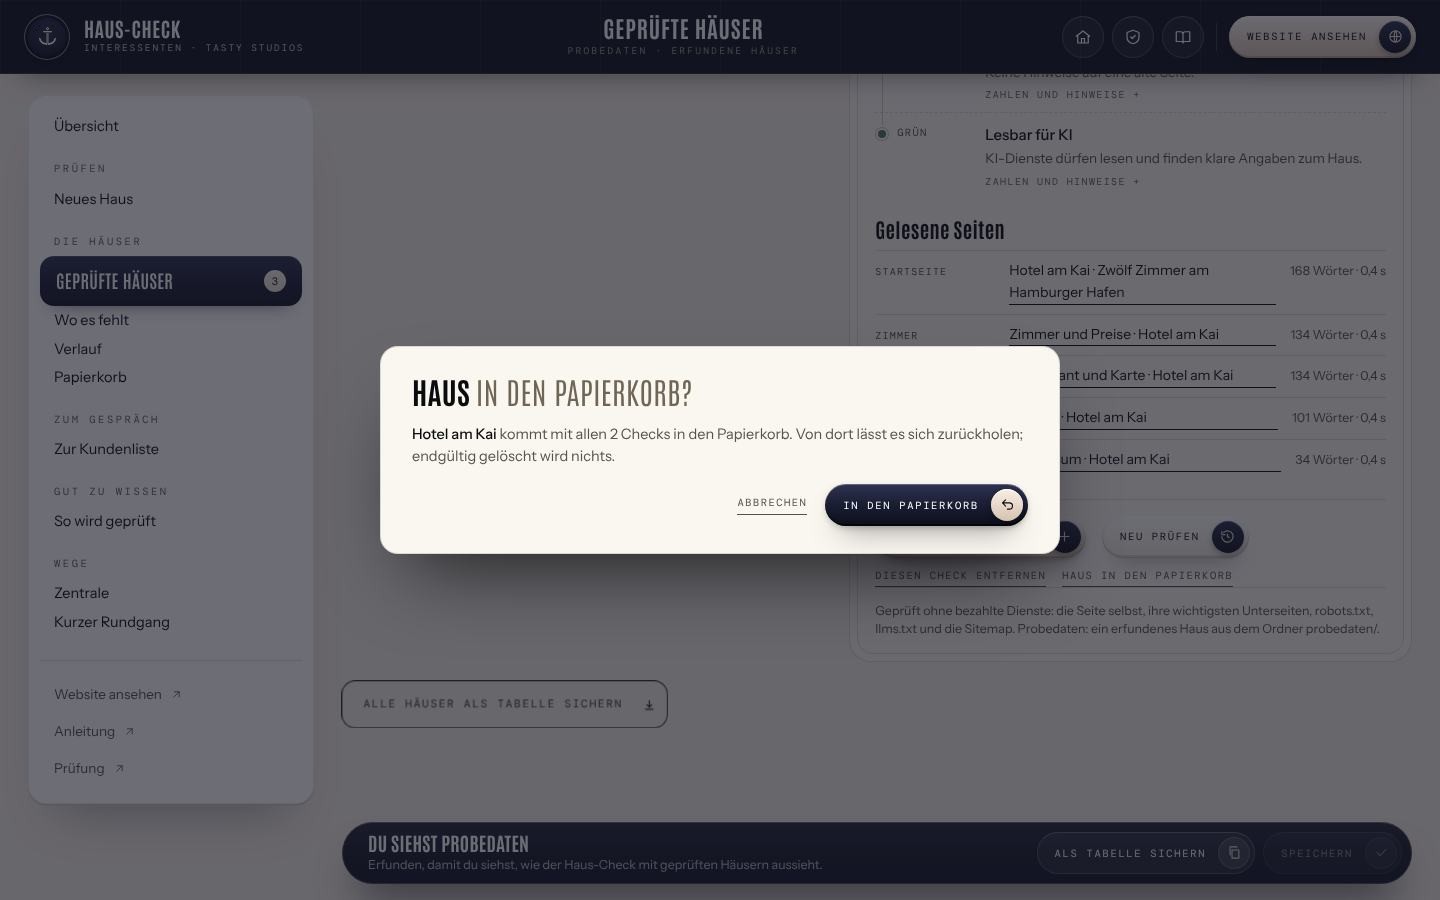 HAUS-CHECK
INTERESSENTEN · TASTY STUDIOS
GEPRÜFTE HÄUSER
PROBEDATEN · ERFUNDENE HÄUSER
WEBSITE ANSEHEN
Übersicht
PRÜFEN
Neues Haus
DIE HÄUSER
GEPRÜFTE HÄUSER
3
Wo es fehlt
Verlauf
Papierkorb
ZUM GESPRÄCH
Zur Kundenliste
GUT ZU WISSEN
So wird geprüft
WEGE
Zentrale
Kurzer Rundgang
Website ansehen
Anleitung
Prüfung
Keine Hinweise auf eine alte Seite.
ZAHLEN UND HINWEISE +
GRÜN
Lesbar für KI
KI-Dienste dürfen lesen und finden klare Angaben zum Haus.
ZAHLEN UND HINWEISE +
Gelesene Seiten
STARTSEITE
Hotel am Kai · Zwölf Zimmer am
Hamburger Hafen
168 Wörter · 0,4 s
ZIMMER
Zimmer und Preise · Hotel am Kai
134 Wörter · 0,4 s
ant und Karte · Hotel am Kai
134 Wörter · 0,4 s
· Hotel am Kai
101 Wörter · 0,4 s
um · Hotel am Kai
34 Wörter · 0,4 s
HAUS IN DEN PAPIERKORB?
Hotel am Kai kommt mit allen 2 Checks in den Papierkorb. Von dort lässt es sich zurückholen;
endgültig gelöscht wird nichts.
ABBRECHEN
IN DEN PAPIERKORB
NEU PRÜFEN
DIESEN CHECK ENTFERNEN
HAUS IN DEN PAPIERKORB
Geprüft ohne bezahlte Dienste: die Seite selbst, ihre wichtigsten Unterseiten, robots.txt,
llms.txt und die Sitemap. Probedaten: ein erfundenes Haus aus dem Ordner probedaten/.
ALLE HÄUSER ALS TABELLE SICHERN
DU SIEHST PROBEDATEN
Erfunden, damit du siehst, wie der Haus-Check mit geprüften Häusern aussieht.
ALS TABELLE SICHERN
SPEICHERN